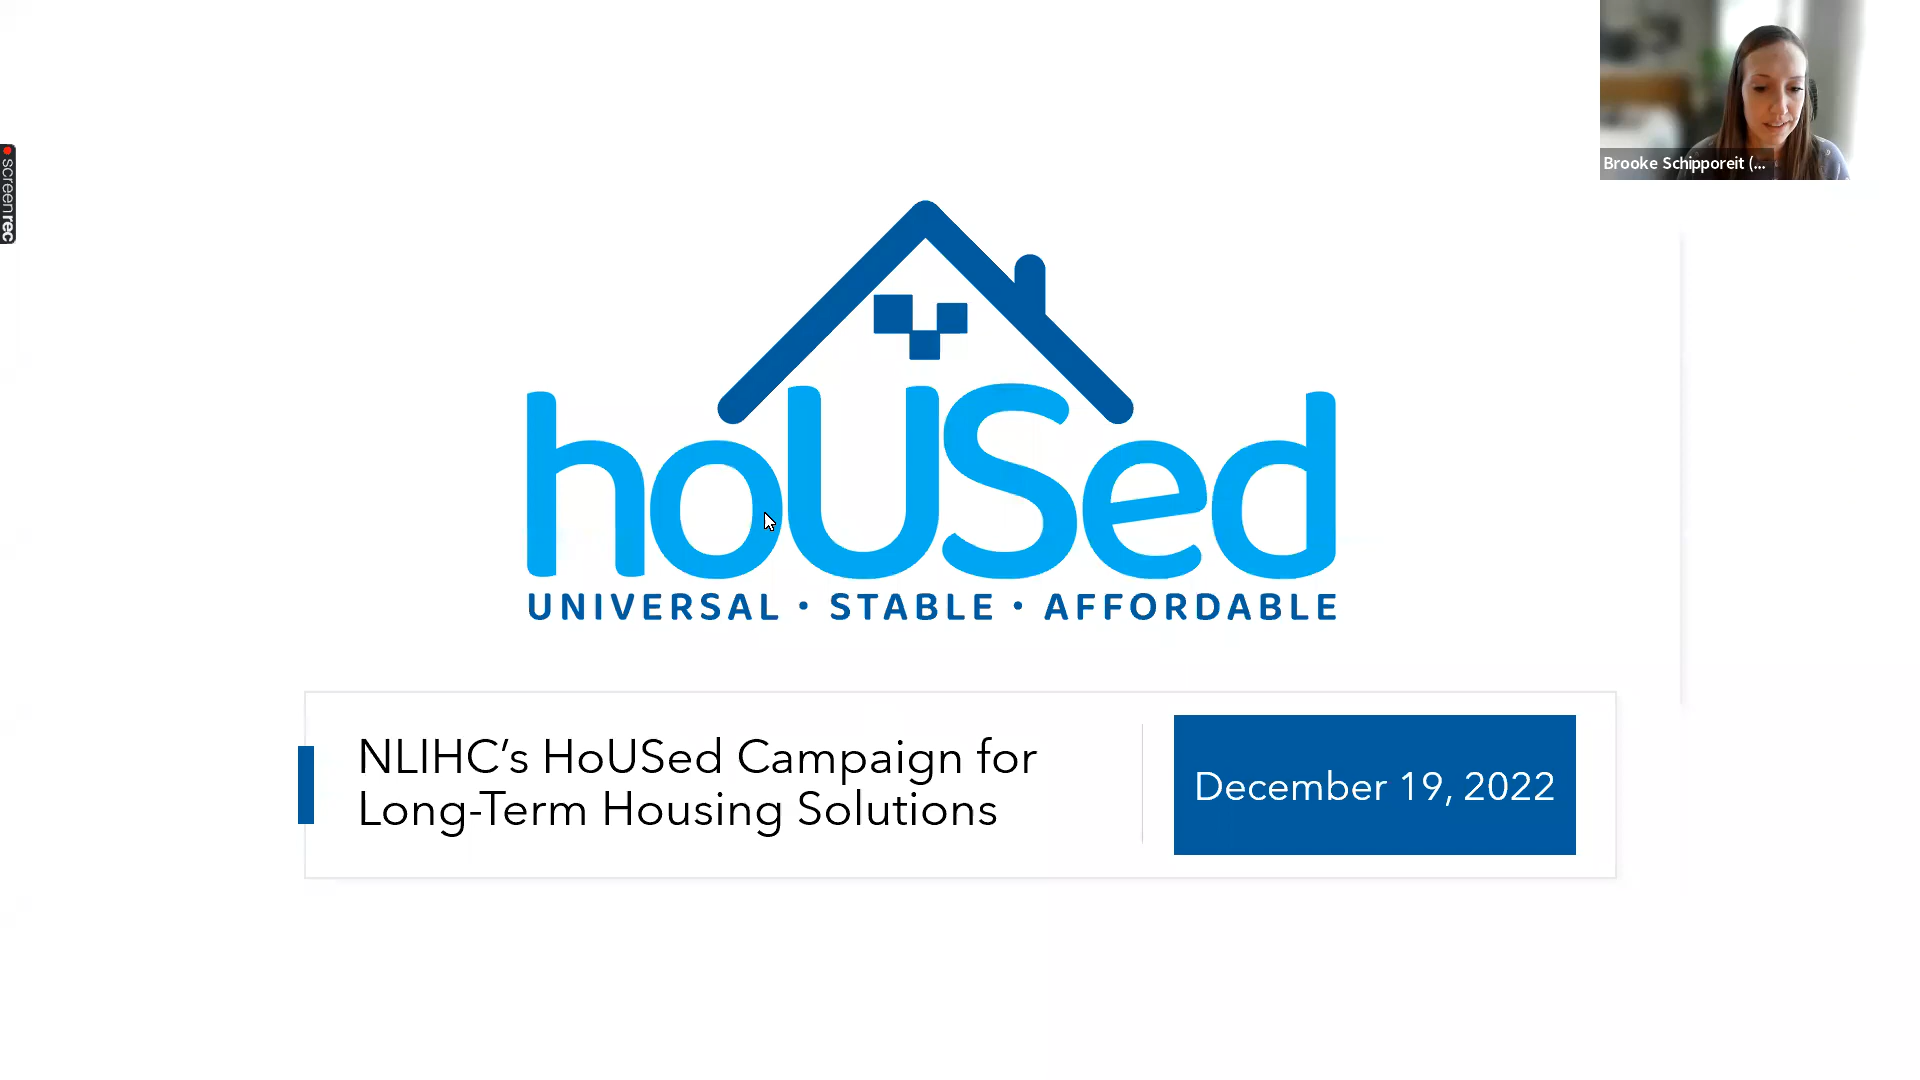 Brooke Schipporeit (...
screenrec
hoUSed
UNIVERSAL • STABLE • AFFORDABLE
NLIHC’s HoUSed Campaign for
Long-Term Housing Solutions
December 19, 2022